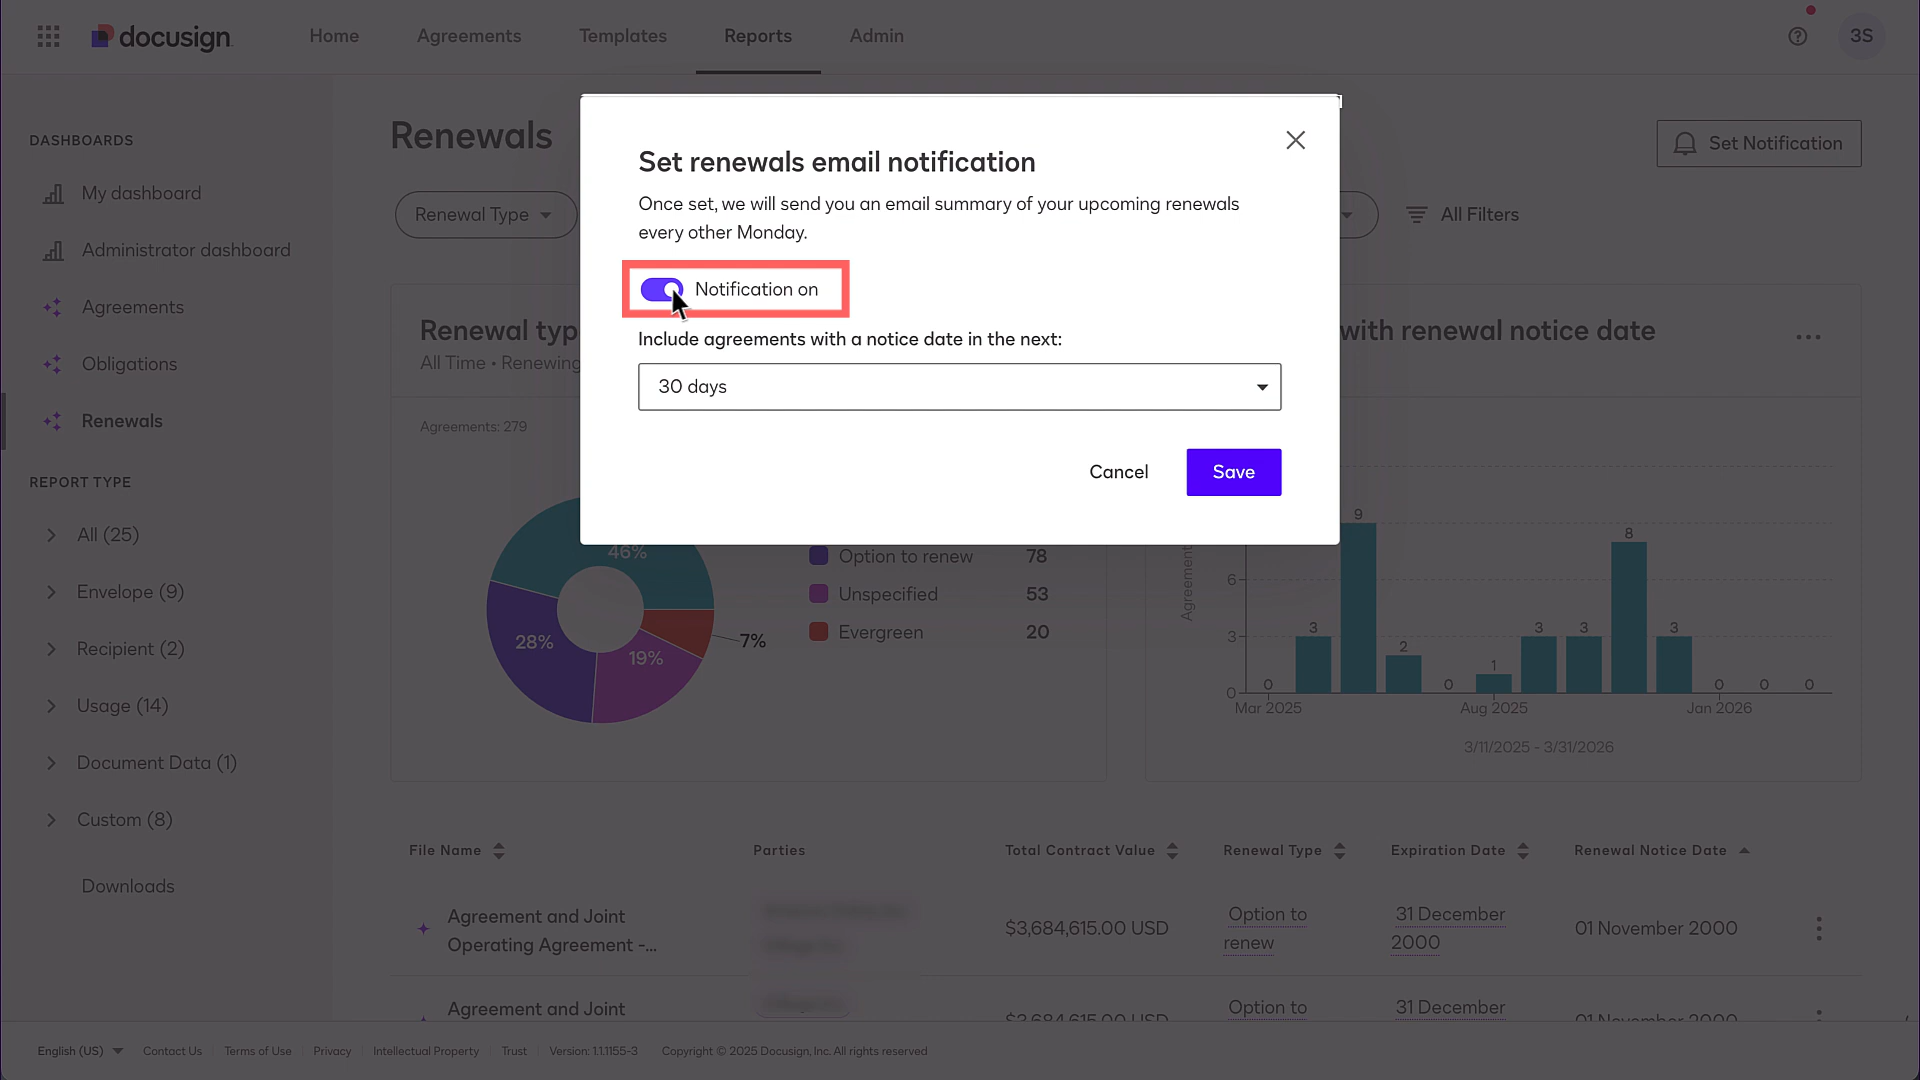 docusign
Home
Agreements
Templates
Reports
Admin
3S
DASHBOARDS
My dashboard
Administrator dashboard
Agreements
Obligations
Renewals
REPORT TYPE
All (25)
Envelope (9)
Recipient (2)
Usage (14)
Document Data (1)
Custom (8)
Downloads
Renewals
Set Notification
Renewal Type
All Filters
Set renewals email notification
Once set, we will send you an email summary of your upcoming renewals
every other Monday.
Notification on
Include agreements with a notice date in the next:
30 days
Cancel
Save
Renewal typ
All Time • Renewing
Agreements: 279
46%
28%
19%
7%
Option to renew 78
Unspecified 53
Evergreen 20
with renewal notice date
Agreement
6
3
0
0 3 9 2 0 1 3 3 8 3 0 0 0
Mar 2025 Aug 2025 Jan 2026
3/11/2025 - 3/31/2026
File Name Parties Total Contract Value Renewal Type Expiration Date Renewal Notice Date
Agreement and Joint
Operating Agreement -...
$3,684,615.00 USD
Option to
renew
31 December
2000
01 November 2000
Agreement and Joint
$3,684,615.00 USD
Option to
31 December
01 November 2000
English (US) Contact Us Terms of Use Privacy Intellectual Property Trust Version: 1.1.1155-3 Copyright © 2025 Docusign, Inc. All rights reserved